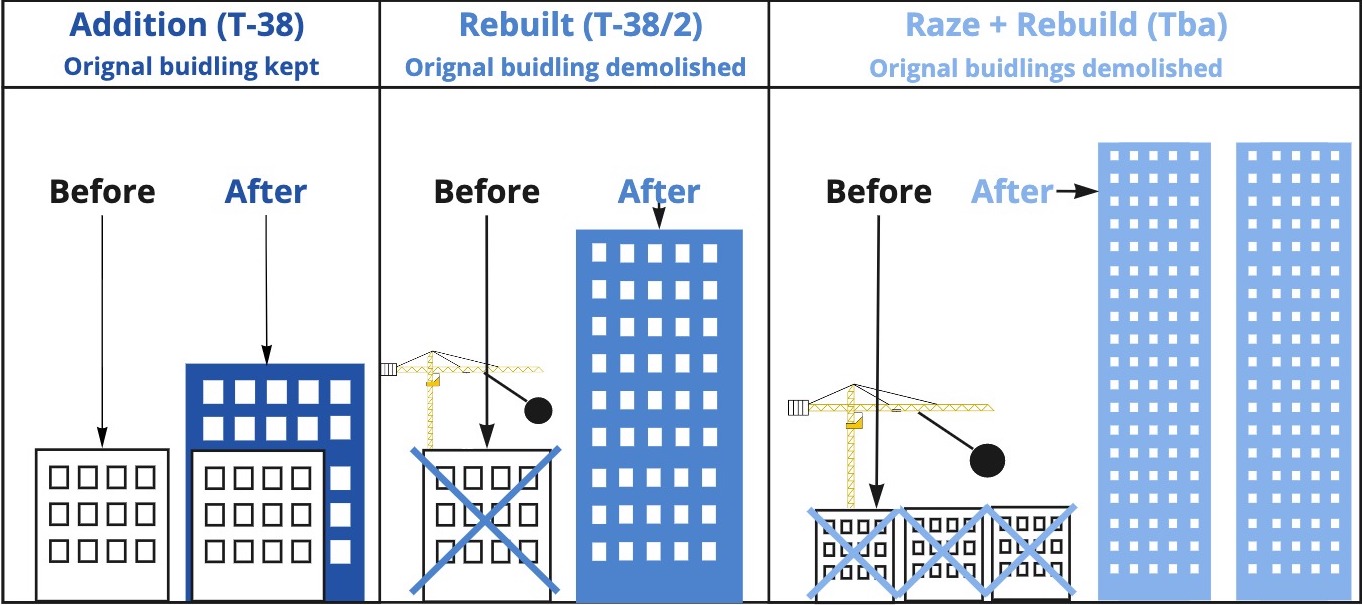 Addition (T-38)
Orignal buidling kept
Before
After
Rebuilt (T-38/2)
Orignal buidling demolished
Before
After
Raze + Rebuild (Tba)
Orignal buidlings demolished
Before
After